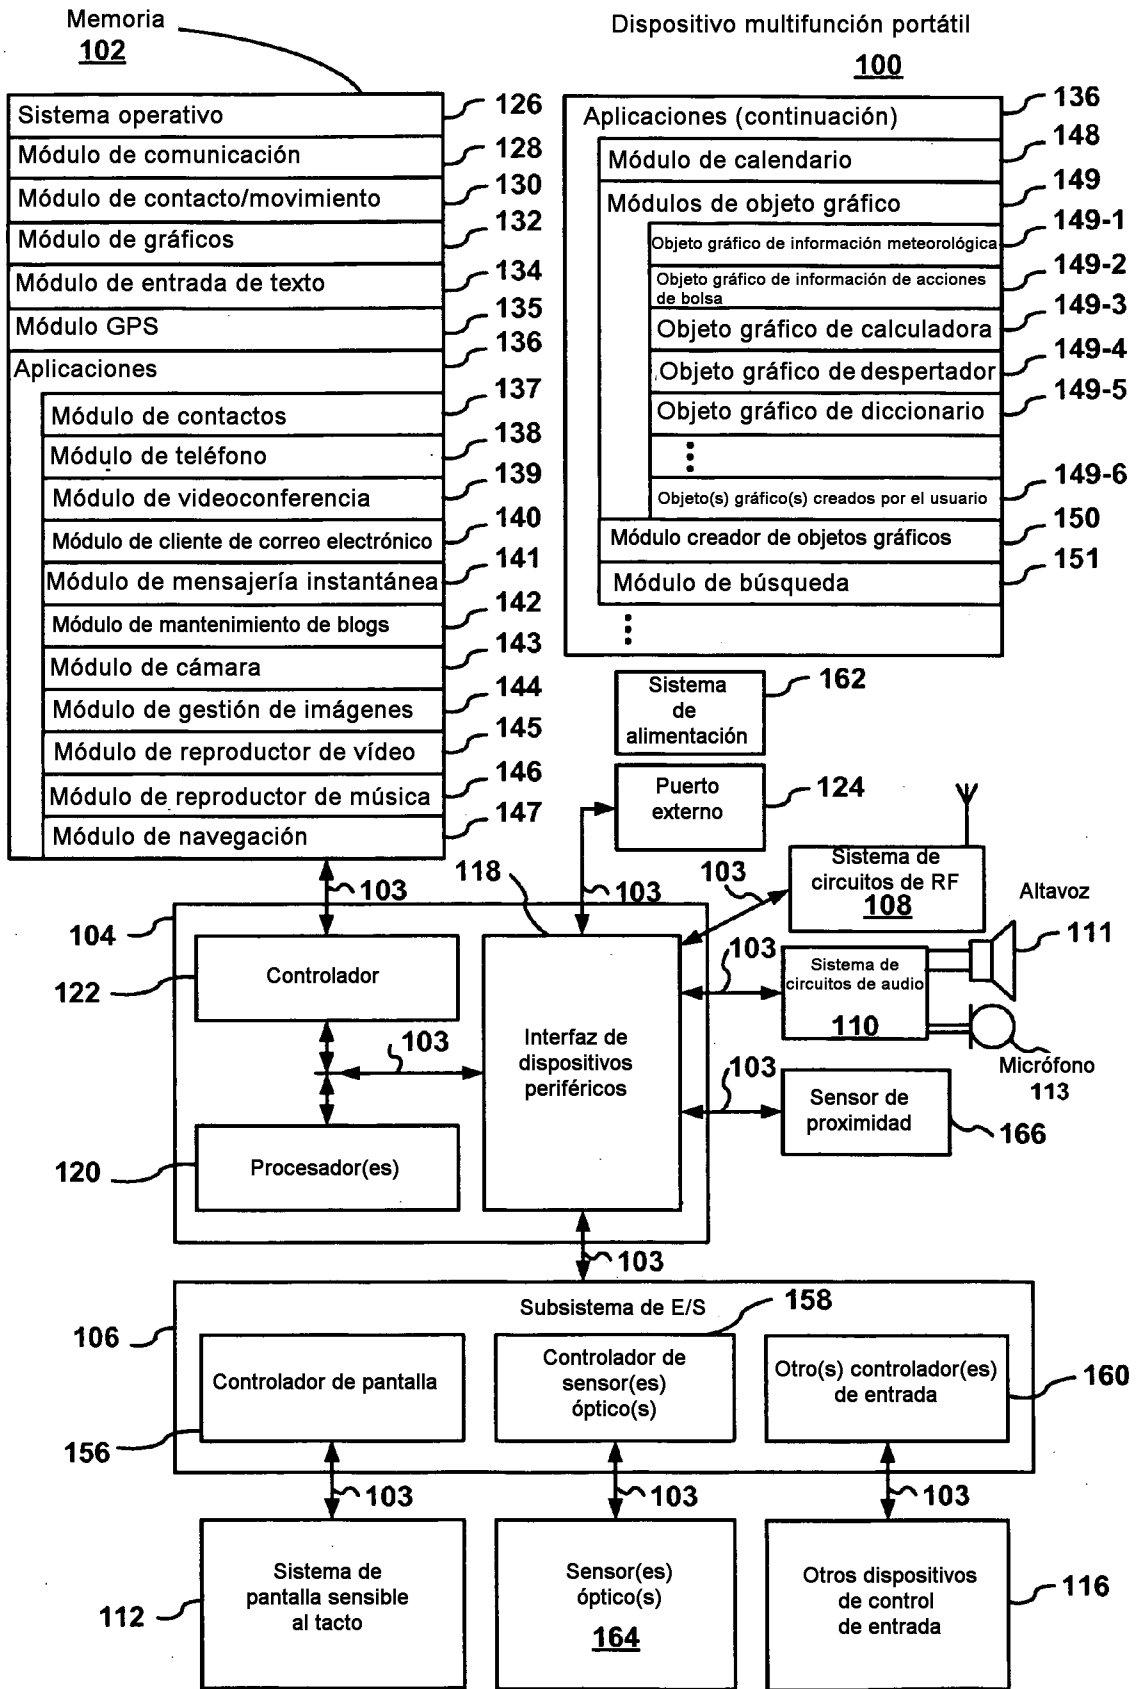 Memoria
102
Sistema operativo
126
Módulo de comunicación
128
Módulo de contacto/movimiento
130
Módulo de gráficos
132
Módulo de entrada de texto
134
Módulo GPS
135
Aplicaciones
136
Módulo de contactos
137
Módulo de teléfono
138
Módulo de videoconferencia
139
Módulo de cliente de correo electrónico
140
Módulo de mensajería instantánea
141
Módulo de mantenimiento de blogs
142
Módulo de cámara
143
Módulo de gestión de imágenes
144
Módulo de reproductor de vídeo
145
Módulo de reproductor de música
146
Módulo de navegación
147
Dispositivo multifunción portátil
100
Aplicaciones (continuación)
136
Módulo de calendario
148
Módulos de objeto gráfico
149
Objeto gráfico de información meteorológica
149-1
Objeto gráfico de información de acciones
de bolsa
149-2
Objeto gráfico de calculadora
149-3
Objeto gráfico de despertador
149-4
Objeto gráfico de diccionario
149-5
Objeto(s) gráfico(s) creados por el usuario
149-6
Módulo creador de objetos gráficos
150
Módulo de búsqueda
151
Sistema
de
alimentación
162
Puerto
externo
124
103
118
103
103
Sistema de
circuitos de RF
108
Altavoz
111
104
122
Controlador
103
Sistema de
circuitos de audio
110
Interfaz de
dispositivos
periféricos
103
Micrófono
113
103
Sensor de
proximidad
166
120
Procesador(es)
103
Subsistema de E/S
158
106
Controlador de pantalla
156
Controlador de
sensor(es)
óptico(s)
Otro(s) controlador(es)
de entrada
160
103
103
103
Sistema de
pantalla sensible
al tacto
112
Sensor(es)
óptico(s)
164
Otros dispositivos
de control
de entrada
116